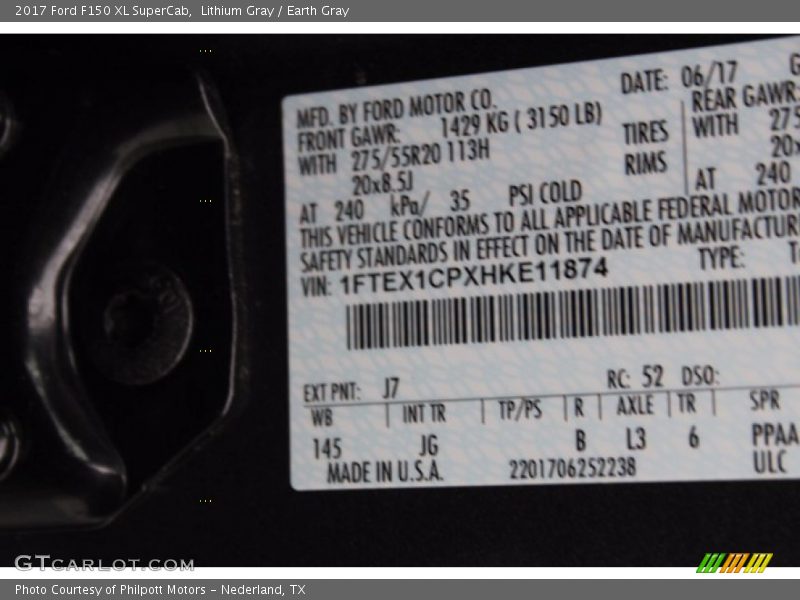 2017 Ford F150 XL SuperCab,  Lithium Gray / Earth Gray
MFD. BY FORD MOTOR CO.
DATE: 06/17
FRONT GAWR: 1429 KG ( 3150 LB)
REAR GAWR:
WITH 275/55R20 113H
TIRES WITH 275
20x8.5J RIMS 20x
AT 240 kPa/ 35 PSI COLD AT 240
THIS VEHICLE CONFORMS TO ALL APPLICABLE FEDERAL MOTOR
SAFETY STANDARDS IN EFFECT ON THE DATE OF MANUFACTUR
VIN: 1FTEX1CPXHKE11874 TYPE: T
EXT PNT: J7 RC: 52 DSO:
WB INT TR TP/PS R AXLE TR SPR
145 JG B L3 6 PPAA
MADE IN U.S.A. 2201706252238 ULC
GTCARLOT.COM
Photo Courtesy of Philpott Motors - Nederland, TX